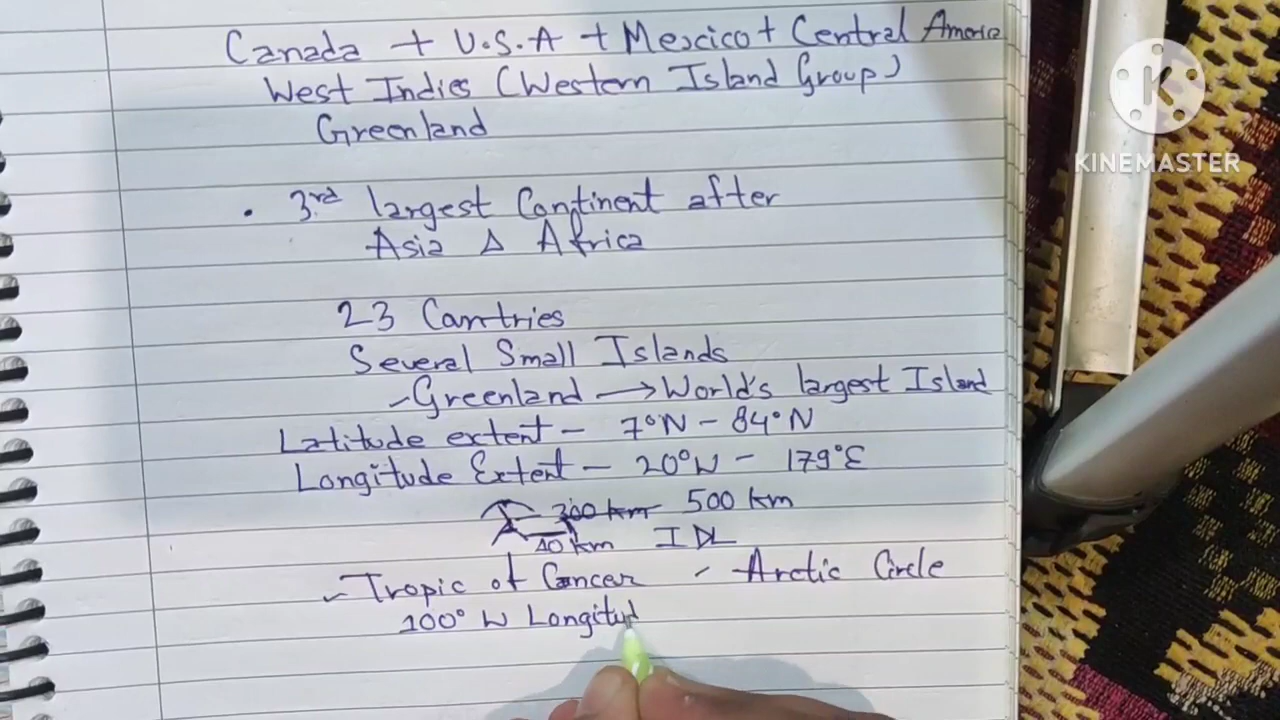 Canada + U.S.A + Mexico + Central America
West Indies (Western Island Group)
Greenland
K
KINEMASTER
. 3rd largest Continent after
Asia & Africa
23 Countries
Several Small Islands
- Greenland → World's largest Island
Latitude extent - 7°N - 84°N
Longitude Extent - 20°W - 179°E
300 km 500 km
40 km IDL
Tropic of Cancer Arctic Circle
100° W Longitud